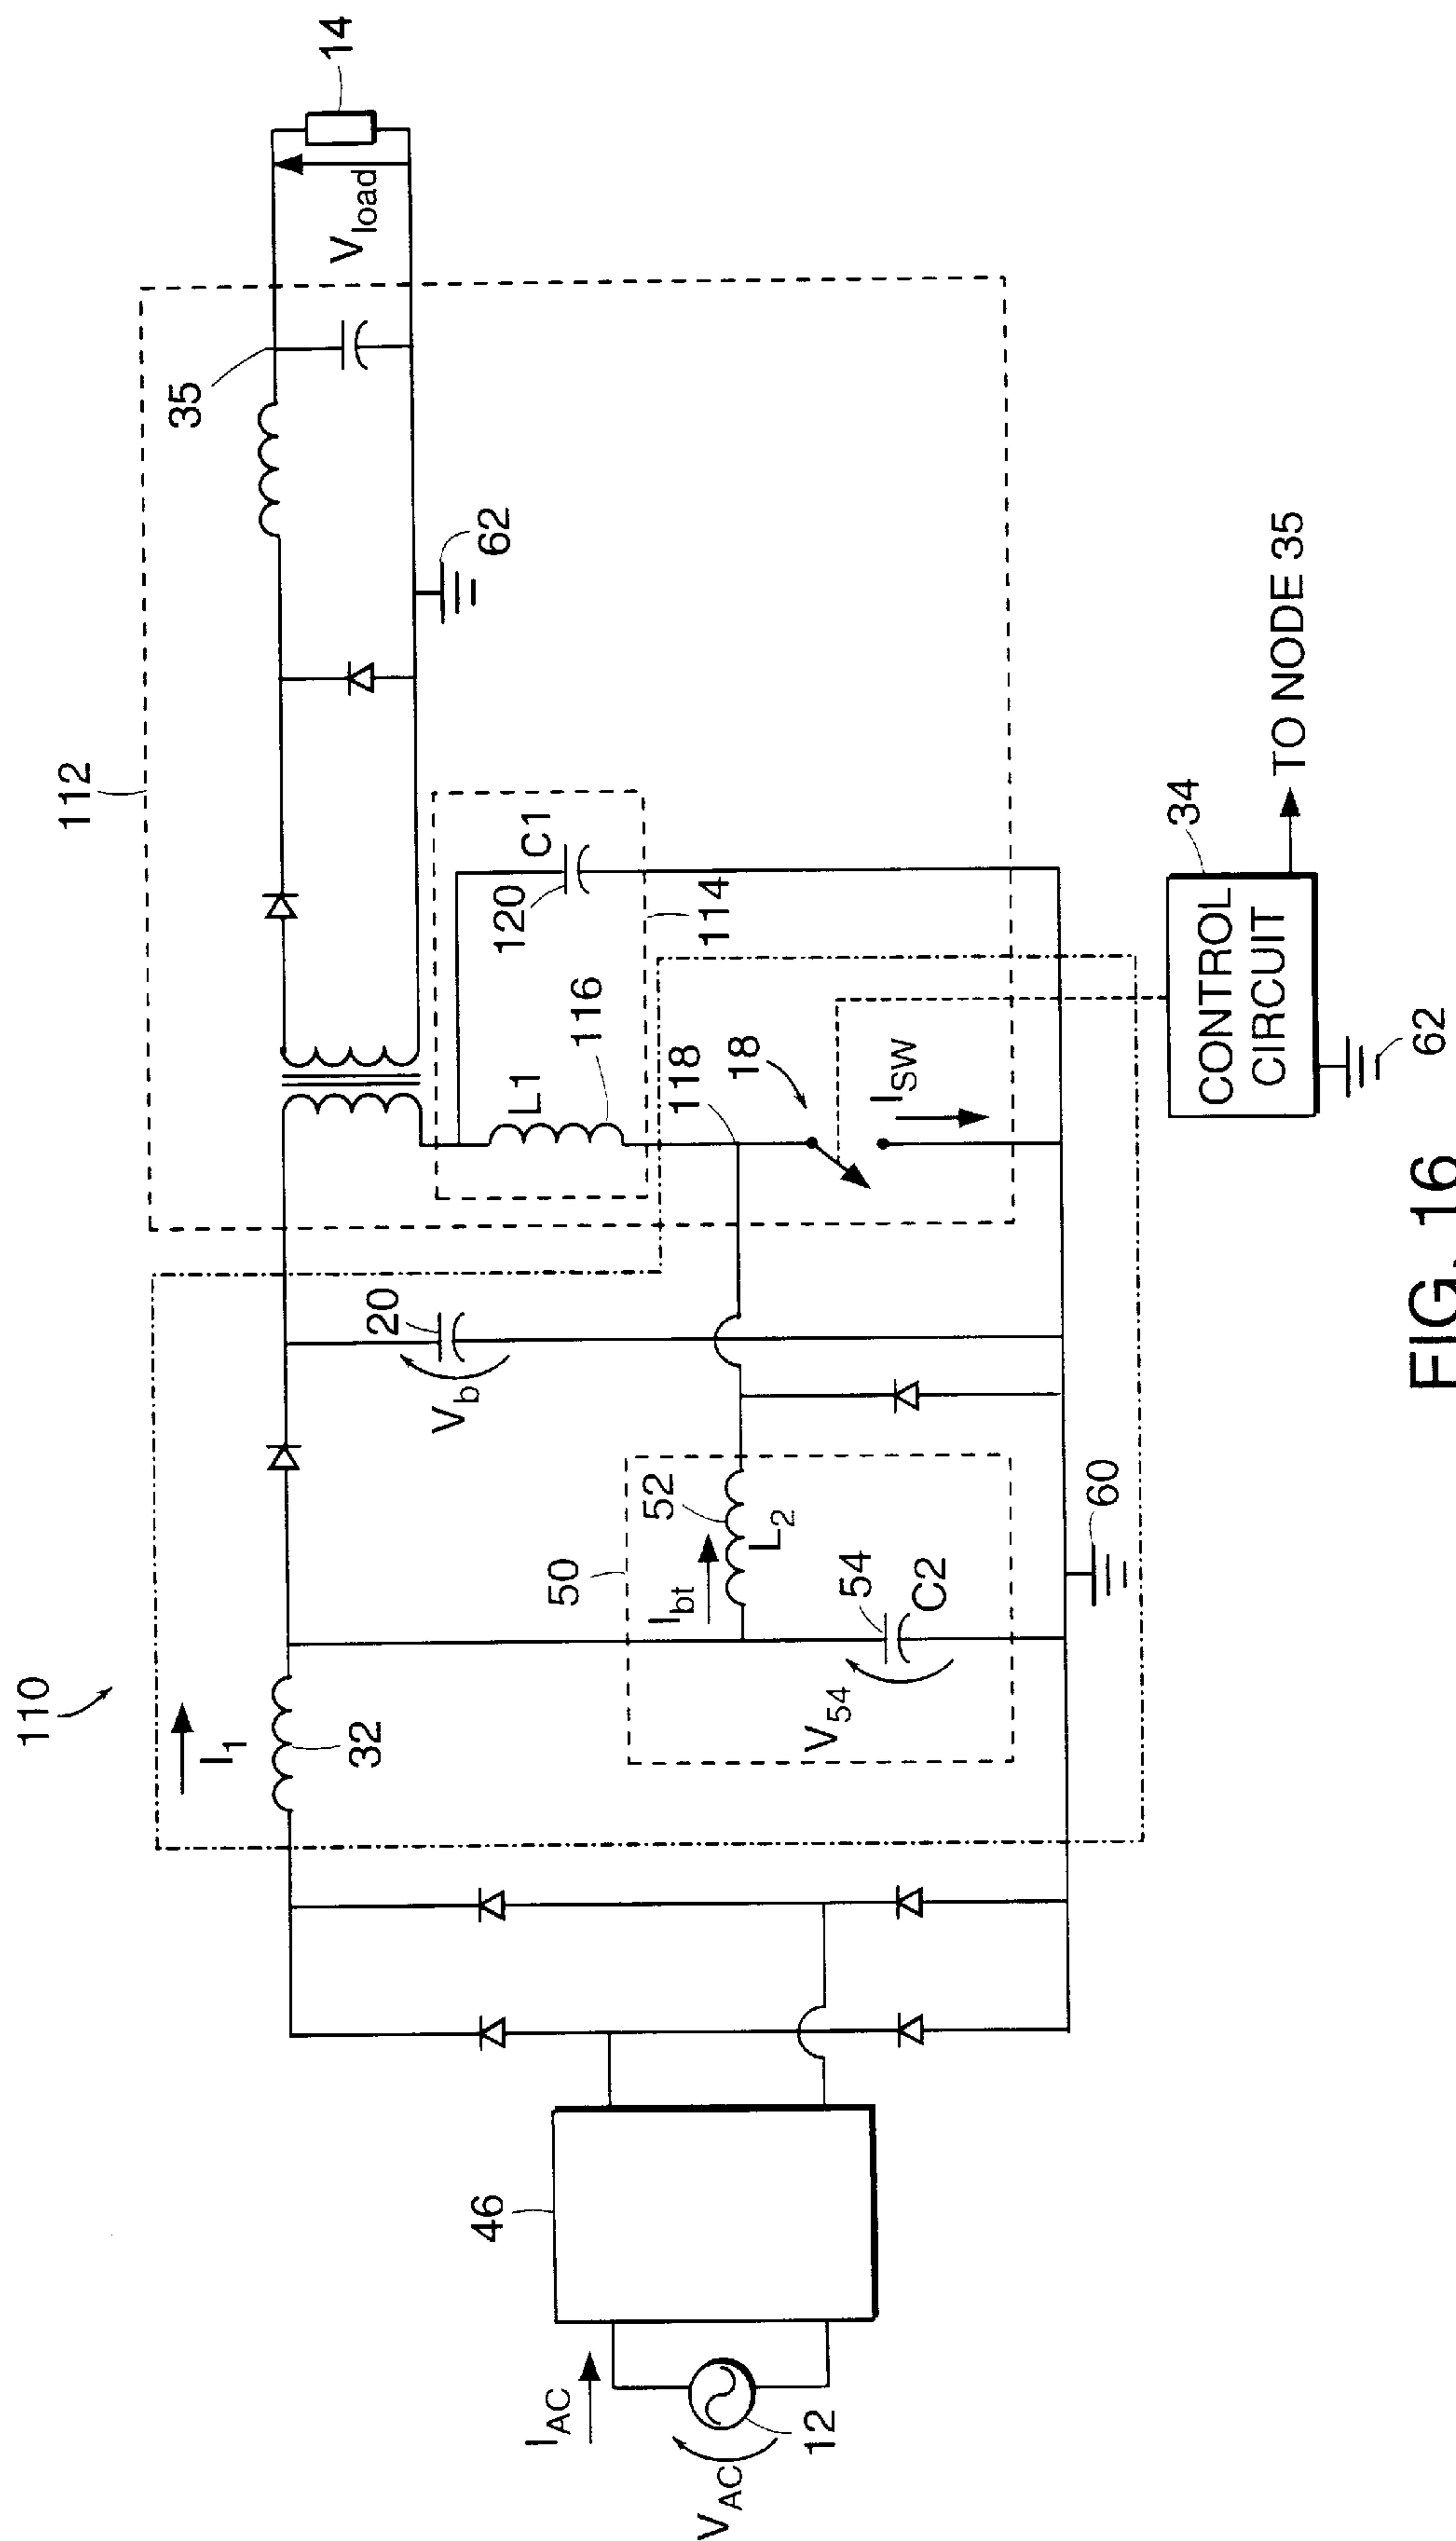 110
112
I1
32
35
14
Vload
62
20
Vb
L1
116
120
C1
114
118
18
ISW
50
52
L2
Ibt
54
C2
V54
60
46
IAC
VAC
12
34
CONTROL
CIRCUIT
TO NODE 35
62
FIG. 16